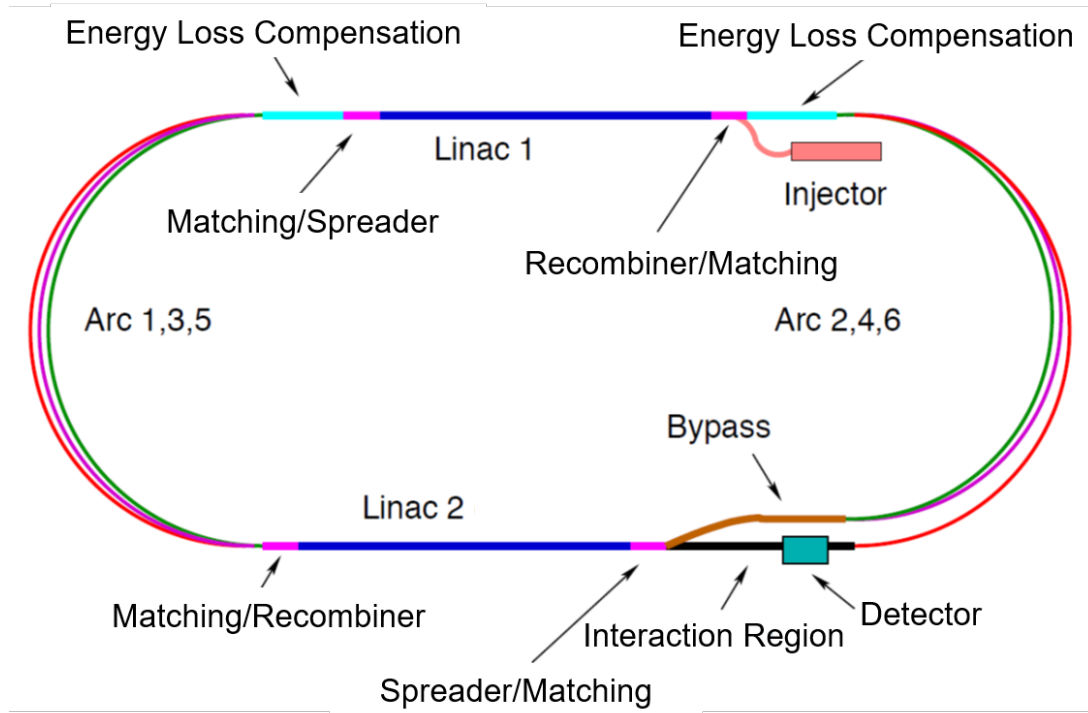 Energy Loss Compensation
Energy Loss Compensation
Linac 1
Injector
Matching/Spreader
Recombiner/Matching
Arc 1,3,5
Arc 2,4,6
Bypass
Linac 2
Matching/Recombiner
Detector
Interaction Region
Spreader/Matching